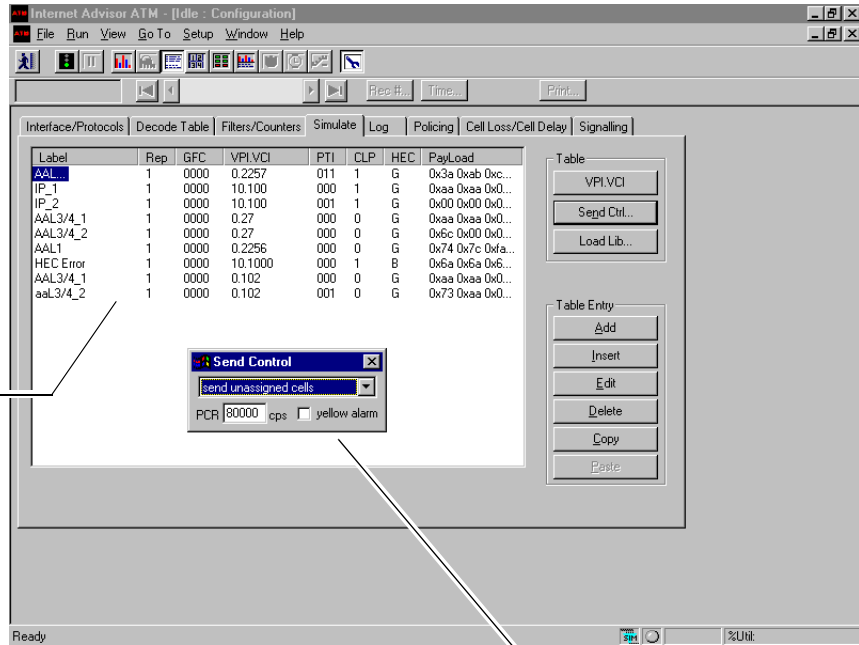 Internet Advisor ATM - [Idle : Configuration]
File Run View Go To Setup Window Help
Rec #... Time... Print...
Interface/Protocols Decode Table Filters/Counters Simulate Log Policing Cell Loss/Cell Delay Signalling
Label Rep GFC VPI.VCI PTI CLP HEC PayLoad
AAL... 1 0000 0.2257 011 1 G 0x3a 0xab 0xc...
IP_1 1 0000 10.100 000 1 G 0xaa 0xaa 0x0...
IP_2 1 0000 10.100 001 1 G 0x00 0x00 0x0...
AAL3/4_1 1 0000 0.27 000 0 G 0xaa 0xaa 0x0...
AAL3/4_2 1 0000 0.27 000 0 G 0x6c 0x00 0x0...
AAL1 1 0000 0.2256 000 0 G 0x74 0x7c 0xfa...
HEC Error 1 0000 10.1000 000 1 B 0x6a 0x6a 0x6...
AAL3/4_1 1 0000 0.102 000 0 G 0xaa 0xaa 0x0...
aaL3/4_2 1 0000 0.102 001 0 G 0x73 0xaa 0x0...
Table
VPI.VCI
Send Ctrl...
Load Lib...
Table Entry
Add
Insert
Edit
Delete
Copy
Paste
Send Control
send unassigned cells
PCR 80000 cps yellow alarm
Ready SIM %Util: